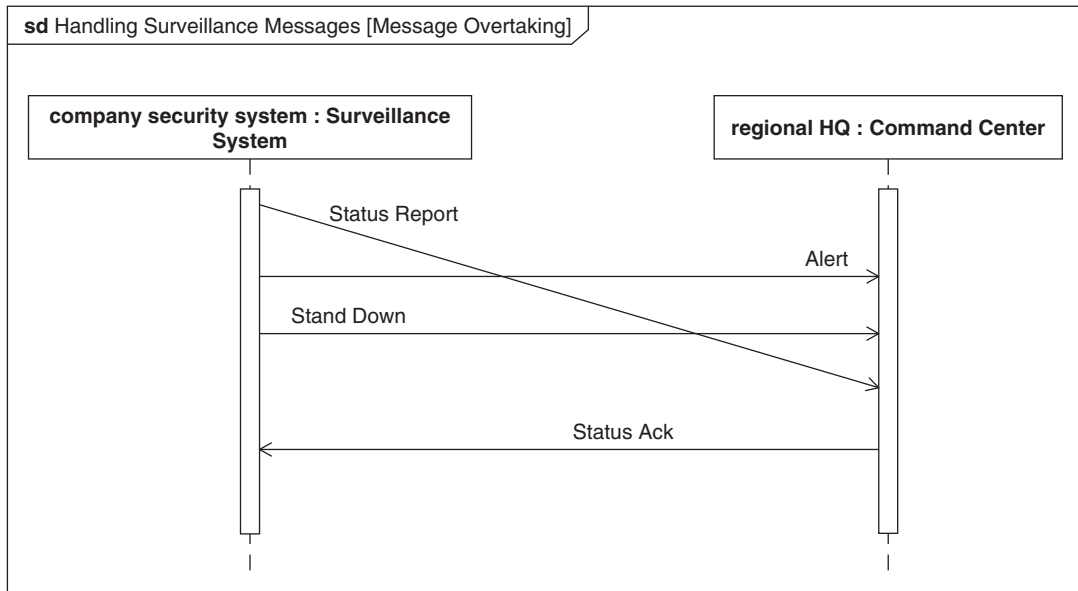 sd Handling Surveillance Messages [Message Overtaking]
company security system : Surveillance
System
regional HQ : Command Center
Status Report
Alert
Stand Down
Status Ack